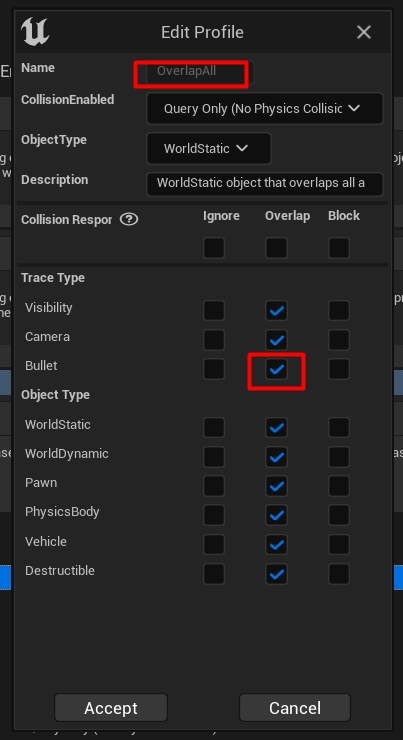 Edit Profile
Name
OverlapAll
CollisionEnabled
Query Only (No Physics Collisic
ObjectType
WorldStatic
Description
WorldStatic object that overlaps all a
Collision Respor
Ignore
Overlap
Block
Trace Type
Visibility
Camera
Bullet
Object Type
WorldStatic
WorldDynamic
Pawn
PhysicsBody
Vehicle
Destructible
Accept
Cancel